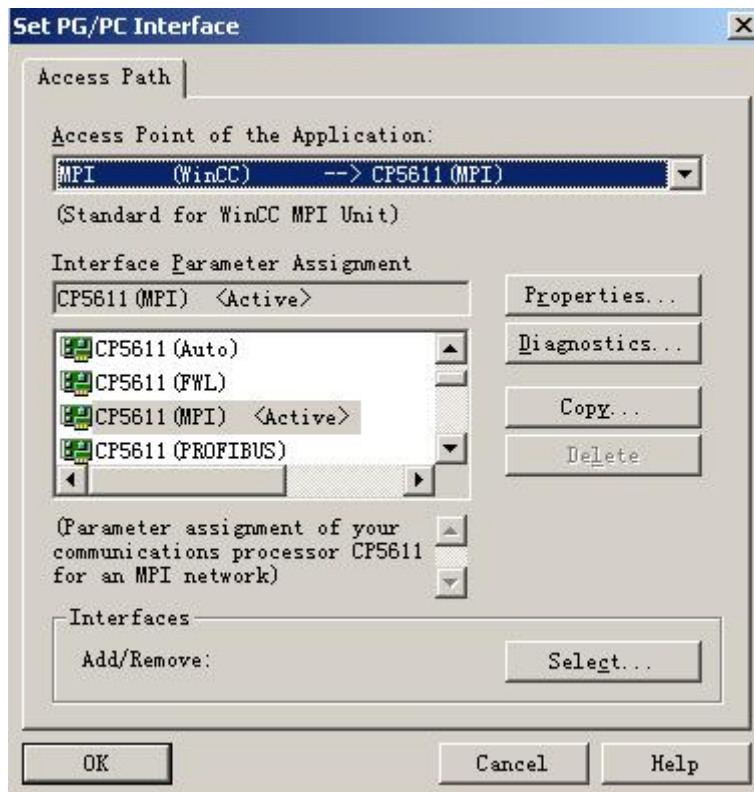 Set PG/PC Interface
Access Path
Access Point of the Application:
MPI (WinCC) --> CP5611(MPI)
(Standard for WinCC MPI Unit)
Interface Parameter Assignment
CP5611(MPI) <Active>
Properties...
CP5611(Auto)
Diagnostics...
CP5611(FWL)
CP5611(MPI) <Active>
Copy...
CP5611(PROFIBUS)
Delete
(Parameter assignment of your
communications processor CP5611
for an MPI network)
Interfaces
Add/Remove:
Select...
OK
Cancel
Help